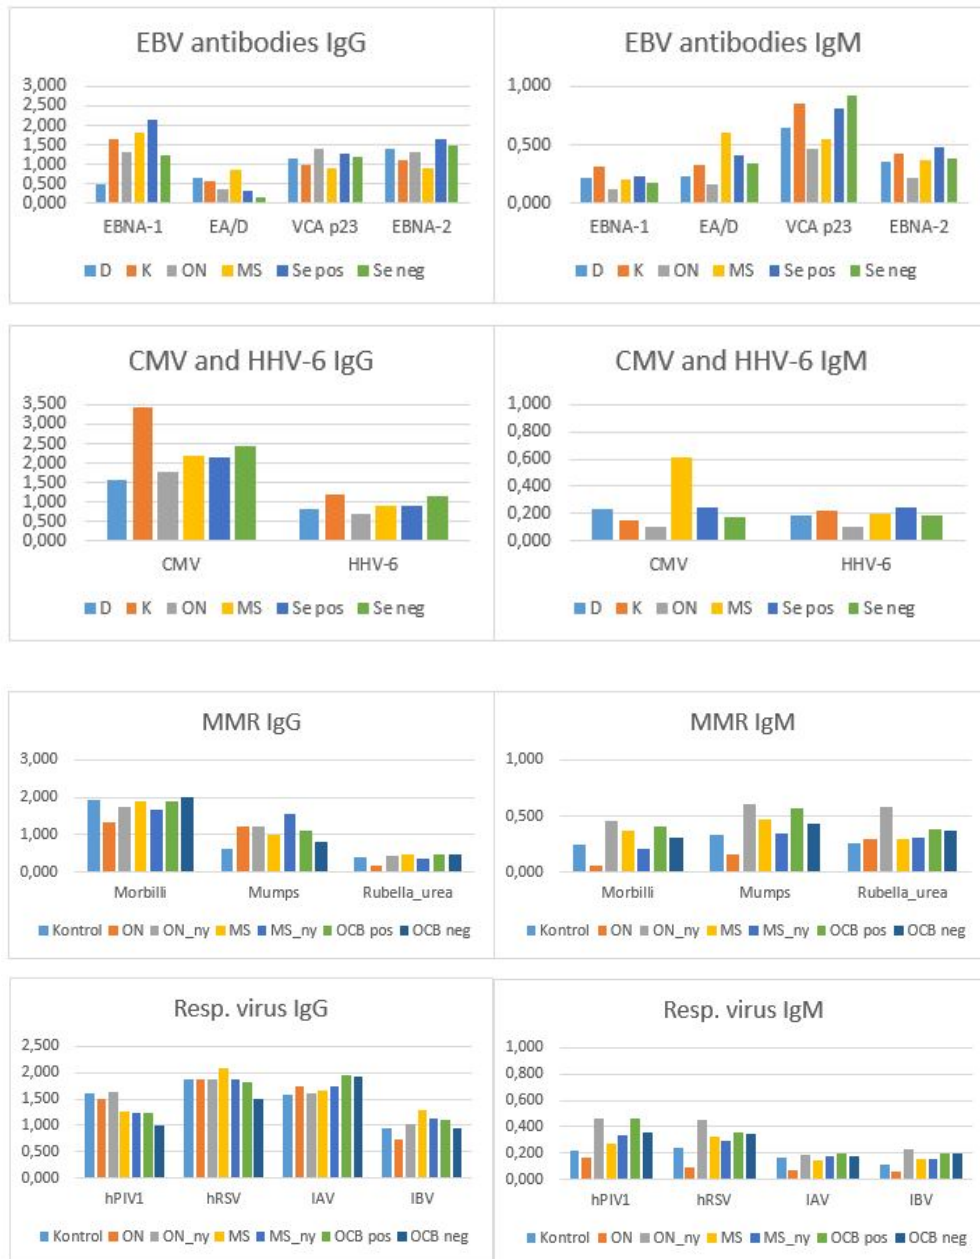 EBV antibodies IgG
3,000
2,500
2,000
1,500
1,000
0,500
0,000
EBNA-1 EA/D VCA p23 EBNA-2
D K ON MS Se pos Se neg
EBV antibodies IgM
1,000
0,500
0,000
EBNA-1 EA/D VCA p23 EBNA-2
D K ON MS Se pos Se neg
CMV and HHV-6 IgG
3,500
3,000
2,500
2,000
1,500
1,000
0,500
0,000
CMV HHV-6
D K ON MS Se pos Se neg
CMV and HHV-6 IgM
1,000
0,800
0,600
0,400
0,200
0,000
CMV HHV-6
D K ON MS Se pos Se neg
MMR IgG
3,000
2,000
1,000
0,000
Morbilli Mumps Rubella_urea
Kontrol ON ON_ny MS MS_ny OCB pos OCB neg
MMR IgM
1,000
0,500
0,000
Morbilli Mumps Rubella_urea
Kontrol ON ON_ny MS MS_ny OCB pos OCB neg
Resp. virus IgG
2,500
2,000
1,500
1,000
0,500
0,000
hPIV1 hRSV IAV IBV
Kontrol ON ON_ny MS MS_ny OCB pos OCB neg
Resp. virus IgM
1,000
0,800
0,600
0,400
0,200
0,000
hPIV1 hRSV IAV IBV
Kontrol ON ON_ny MS MS_ny OCB pos OCB neg